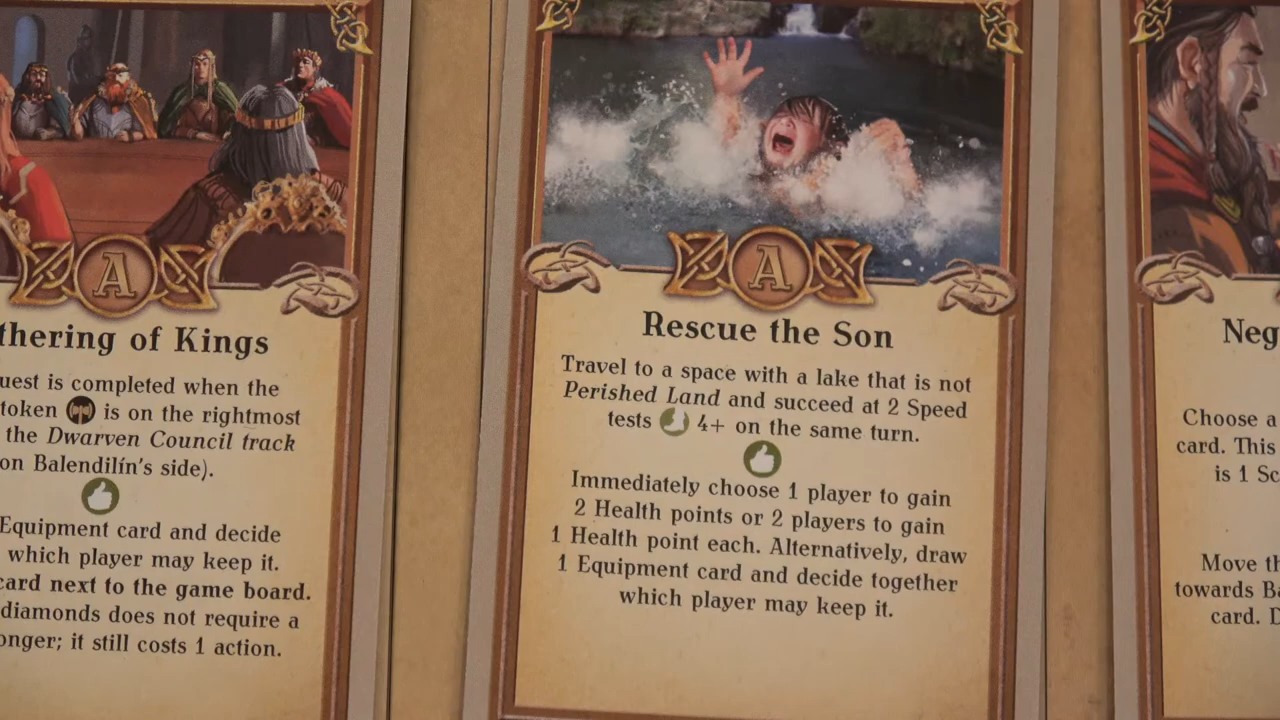 A
thering of Kings
uest is completed when the
token is on the rightmost
the Dwarven Council track
on Balendilín's side).
Equipment card and decide
which player may keep it.
card next to the game board.
diamonds does not require a
onger; it still costs 1 action.
A
Rescue the Son
Travel to a space with a lake that is not
Perished Land and succeed at 2 Speed
tests 4+ on the same turn.
Immediately choose 1 player to gain
2 Health points or 2 players to gain
1 Health point each. Alternatively, draw
1 Equipment card and decide together
which player may keep it.
Neg
Choose a
card. This
is 1 Sc
Move th
towards Ba
card. D